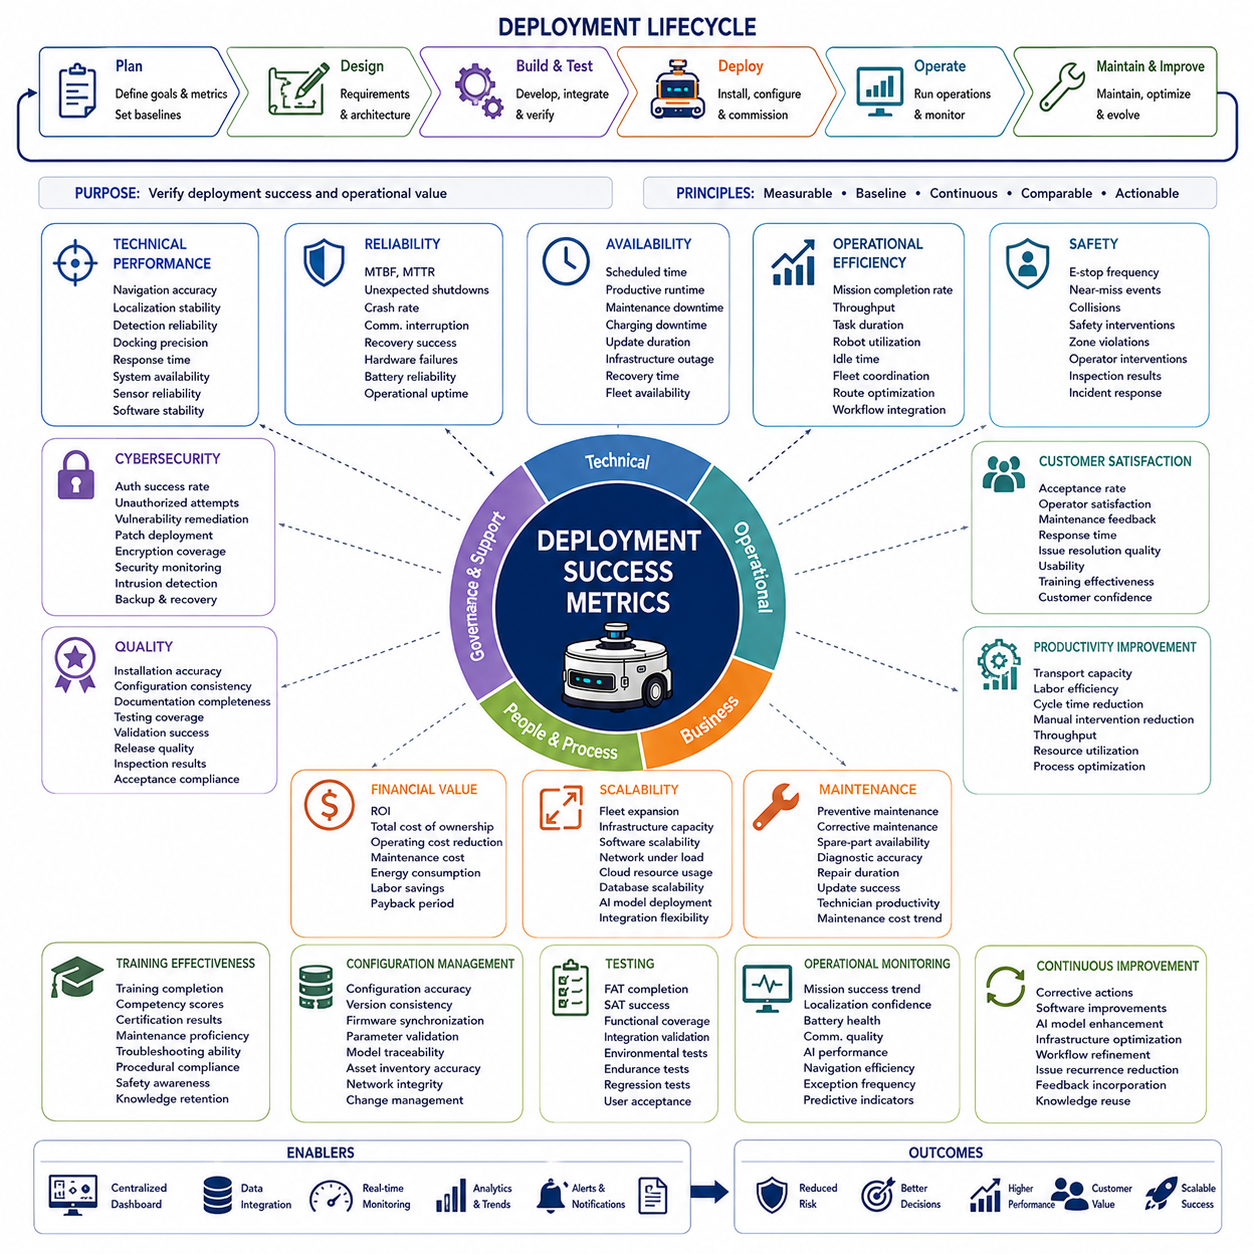 DEPLOYMENT LIFECYCLE
Plan
Define goals & metrics
Set baselines
Design
Requirements
& architecture
Build & Test
Develop, integrate
& verify
Deploy
Install, configure
& commission
Operate
Run operations
& monitor
Maintain & Improve
Maintain, optimize
& evolve
PURPOSE: Verify deployment success and operational value
PRINCIPLES: Measurable • Baseline • Continuous • Comparable • Actionable
TECHNICAL
PERFORMANCE
Navigation accuracy
Localization stability
Detection reliability
Docking precision
Response time
System availability
Sensor reliability
Software stability
RELIABILITY
MTBF, MTTR
Unexpected shutdowns
Crash rate
Comm. interruption
Recovery success
Hardware failures
Battery reliability
Operational uptime
AVAILABILITY
Scheduled time
Productive runtime
Maintenance downtime
Charging downtime
Update duration
Infrastructure outage
Recovery time
Fleet availability
OPERATIONAL
EFFICIENCY
Mission completion rate
Throughput
Task duration
Robot utilization
Idle time
Fleet coordination
Route optimization
Workflow integration
SAFETY
E-stop frequency
Near-miss events
Collisions
Safety interventions
Zone violations
Operator interventions
Inspection results
Incident response
CYBERSECURITY
Auth success rate
Unauthorized attempts
Vulnerability remediation
Patch deployment
Encryption coverage
Security monitoring
Intrusion detection
Backup & recovery
Technical
Operational
Business
People & Process
Governance & Support
DEPLOYMENT
SUCCESS
METRICS
CUSTOMER SATISFACTION
Acceptance rate
Operator satisfaction
Maintenance feedback
Response time
Issue resolution quality
Usability
Training effectiveness
Customer confidence
QUALITY
Installation accuracy
Configuration consistency
Documentation completeness
Testing coverage
Validation success
Release quality
Inspection results
Acceptance compliance
PRODUCTIVITY IMPROVEMENT
Transport capacity
Labor efficiency
Cycle time reduction
Manual intervention reduction
Throughput
Resource utilization
Process optimization
FINANCIAL VALUE
ROI
Total cost of ownership
Operating cost reduction
Maintenance cost
Energy consumption
Labor savings
Payback period
SCALABILITY
Fleet expansion
Infrastructure capacity
Software scalability
Network under load
Cloud resource usage
Database scalability
AI model deployment
Integration flexibility
MAINTENANCE
Preventive maintenance
Corrective maintenance
Spare-part availability
Diagnostic accuracy
Repair duration
Update success
Technician productivity
Maintenance cost trend
TRAINING EFFECTIVENESS
Training completion
Competency scores
Certification results
Maintenance proficiency
Troubleshooting ability
Procedural compliance
Safety awareness
Knowledge retention
CONFIGURATION MANAGEMENT
Configuration accuracy
Version consistency
Firmware synchronization
Parameter validation
Model traceability
Asset inventory accuracy
Network integrity
Change management
TESTING
FAT completion
SAT success
Functional coverage
Integration validation
Environmental tests
Endurance tests
Regression tests
User acceptance
OPERATIONAL MONITORING
Mission success trend
Localization confidence
Battery health
Comm. quality
AI performance
Navigation efficiency
Exception frequency
Predictive indicators
CONTINUOUS IMPROVEMENT
Corrective actions
Software improvements
AI model enhancement
Infrastructure optimization
Workflow refinement
Issue recurrence reduction
Feedback incorporation
Knowledge reuse
ENABLERS
Centralized
Dashboard
Data
Integration
Real-time
Monitoring
Analytics
& Trends
Alerts &
Notifications
OUTCOMES
Reduced
Risk
Better
Decisions
Higher
Performance
Customer
Value
Scalable
Success